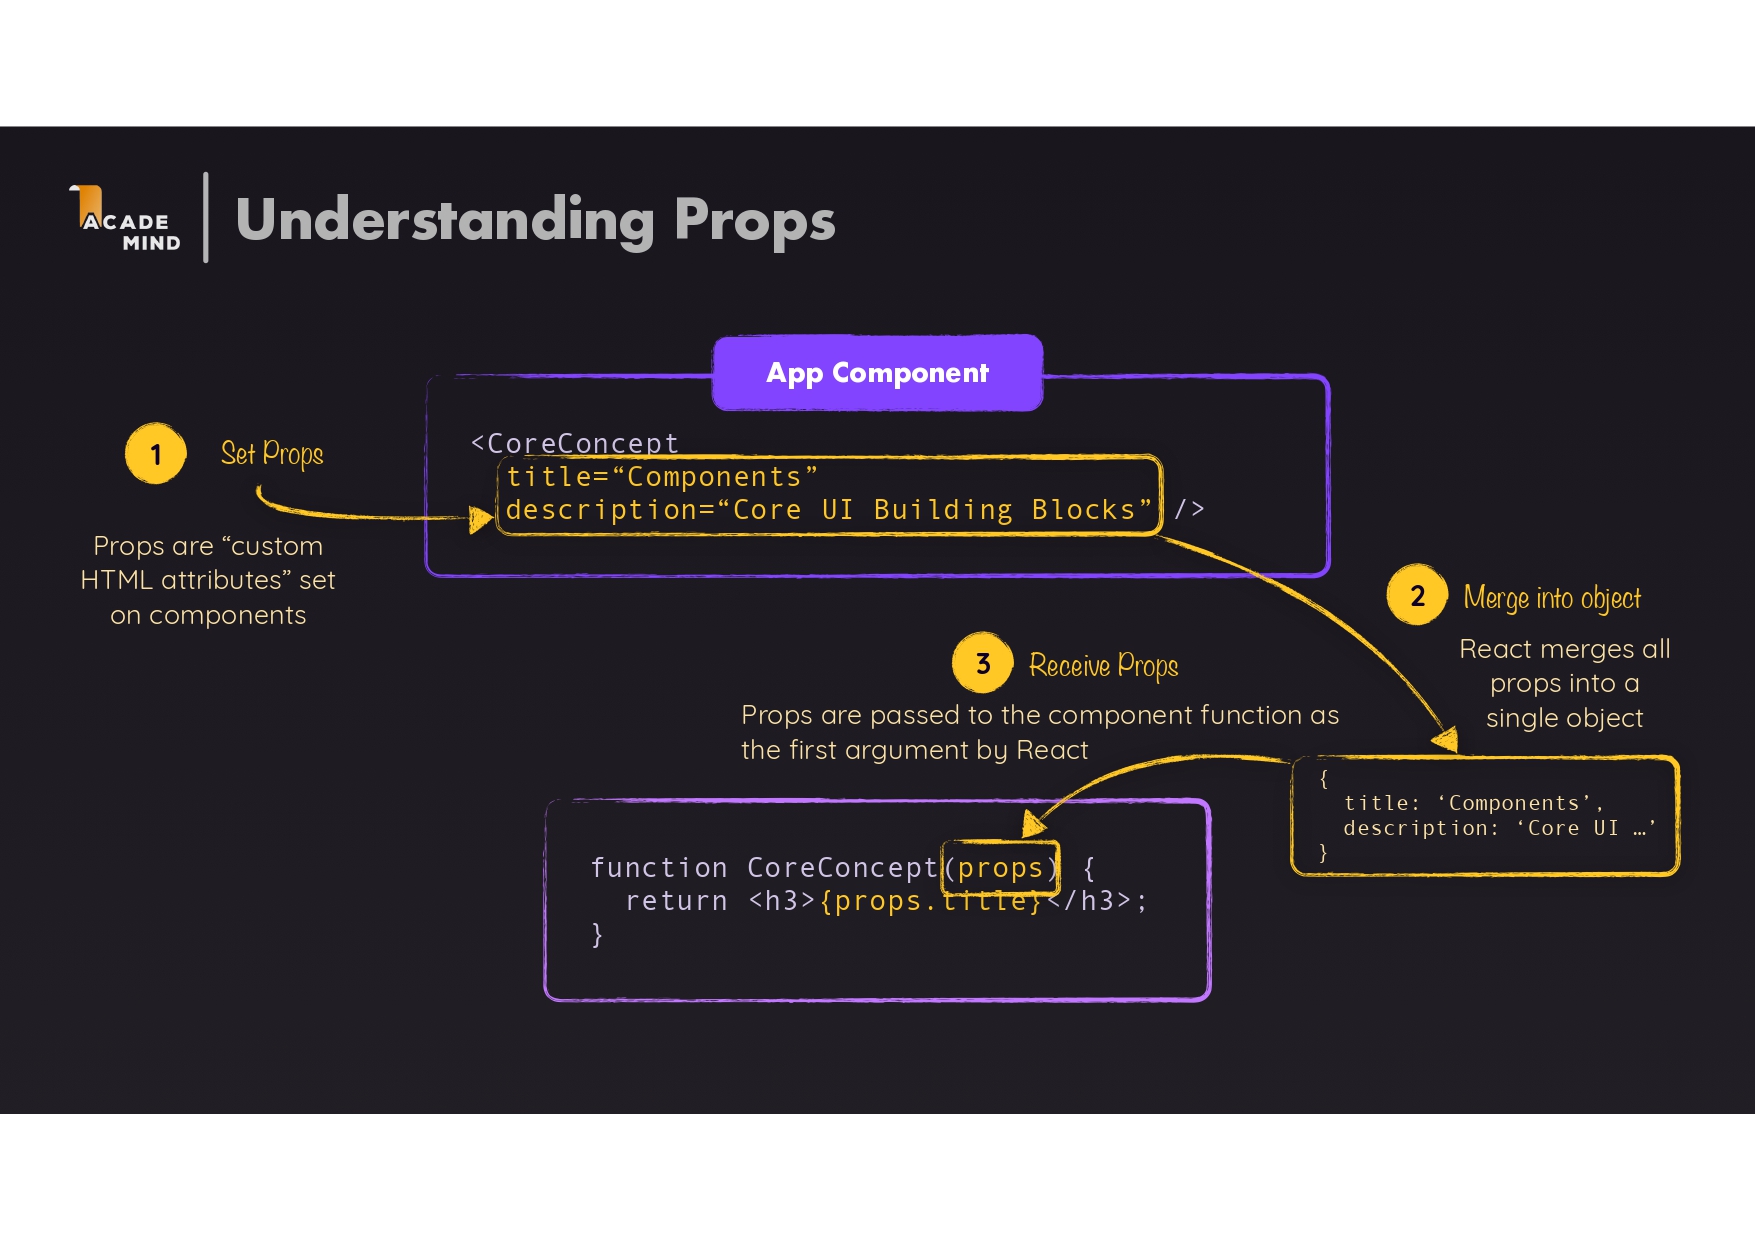 ACADE
MIND
Understanding Props
App Component
<CoreConcept
title=“Components”
description=“Core UI Building Blocks” />
1 Set Props
Props are “custom
HTML attributes” set
on components
2 Merge into object
React merges all
props into a
single object
{
title: ‘Components’,
description: ‘Core UI …’
}
3 Receive Props
Props are passed to the component function as
the first argument by React
function CoreConcept(props) {
return <h3>{props.title}</h3>;
}